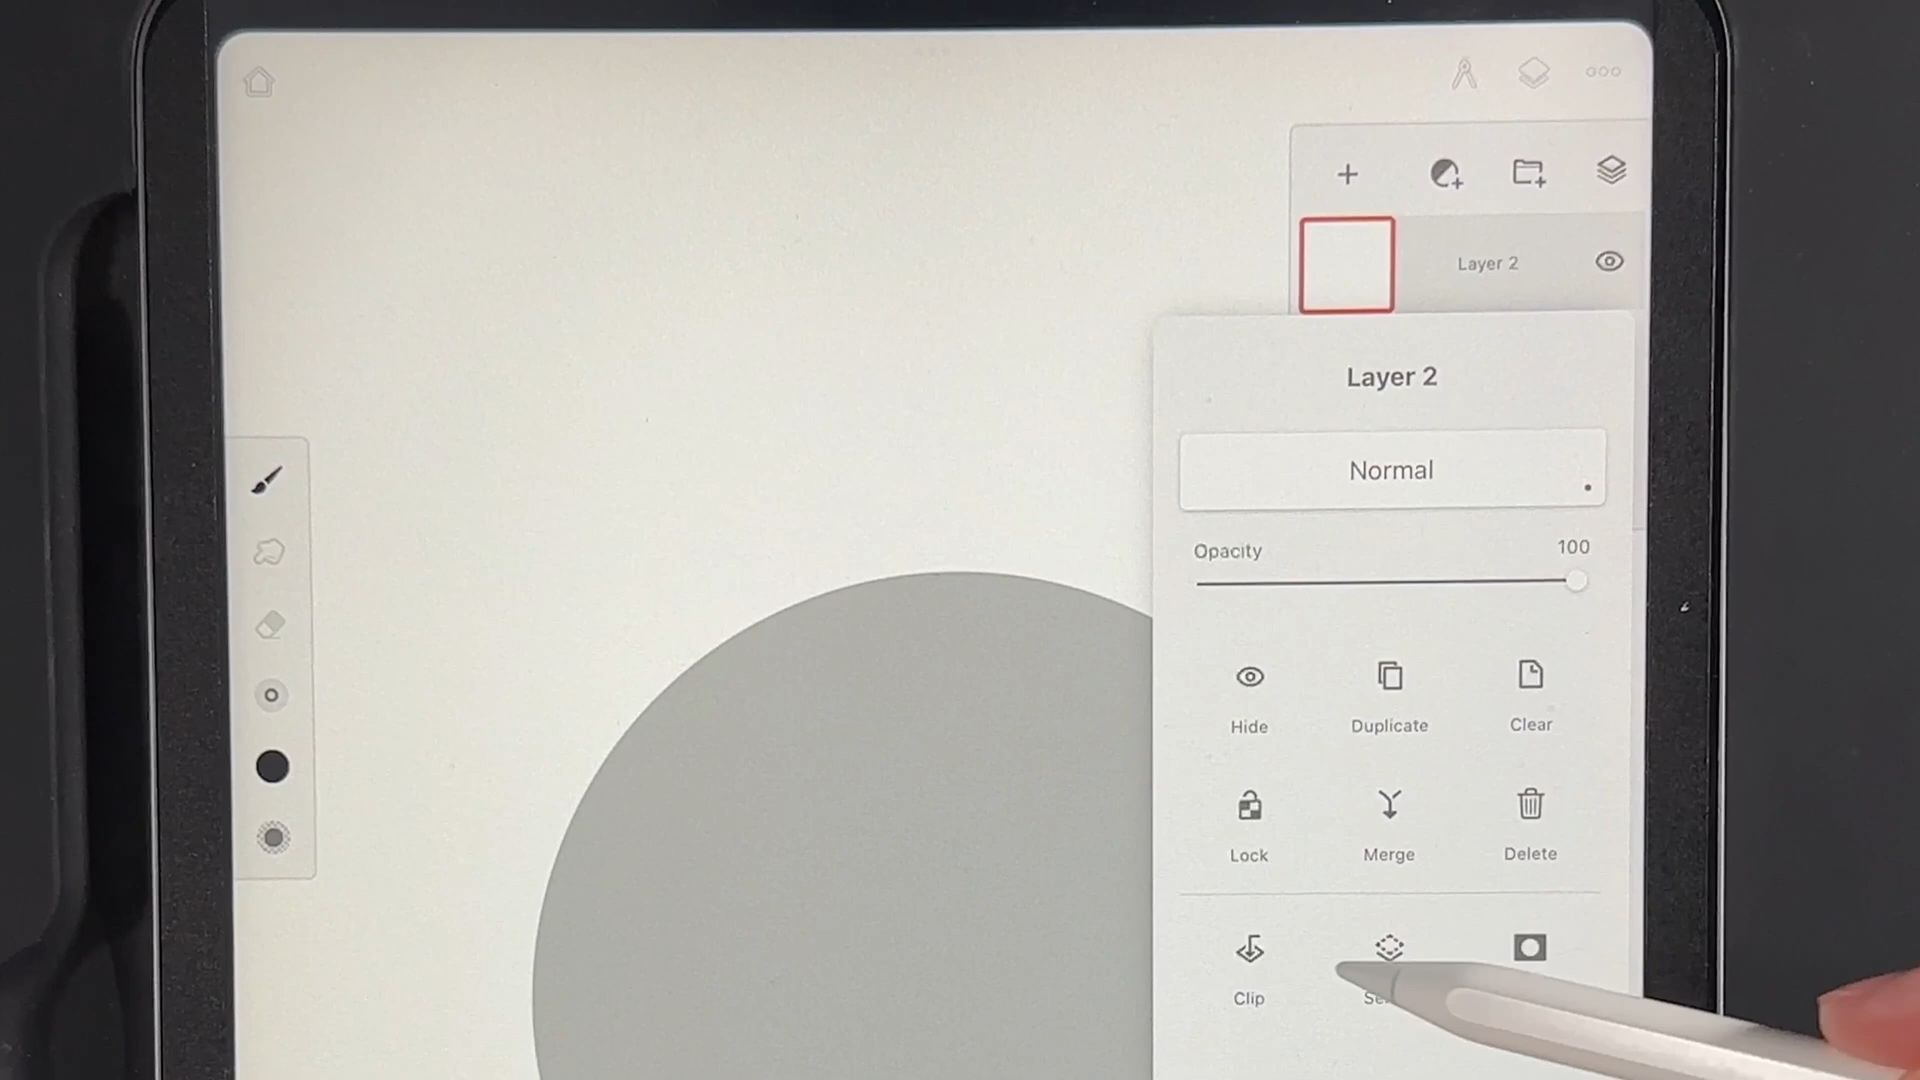 Layer 2
Layer 2
Normal
Opacity 100
Hide Duplicate Clear
Lock Merge Delete
Clip